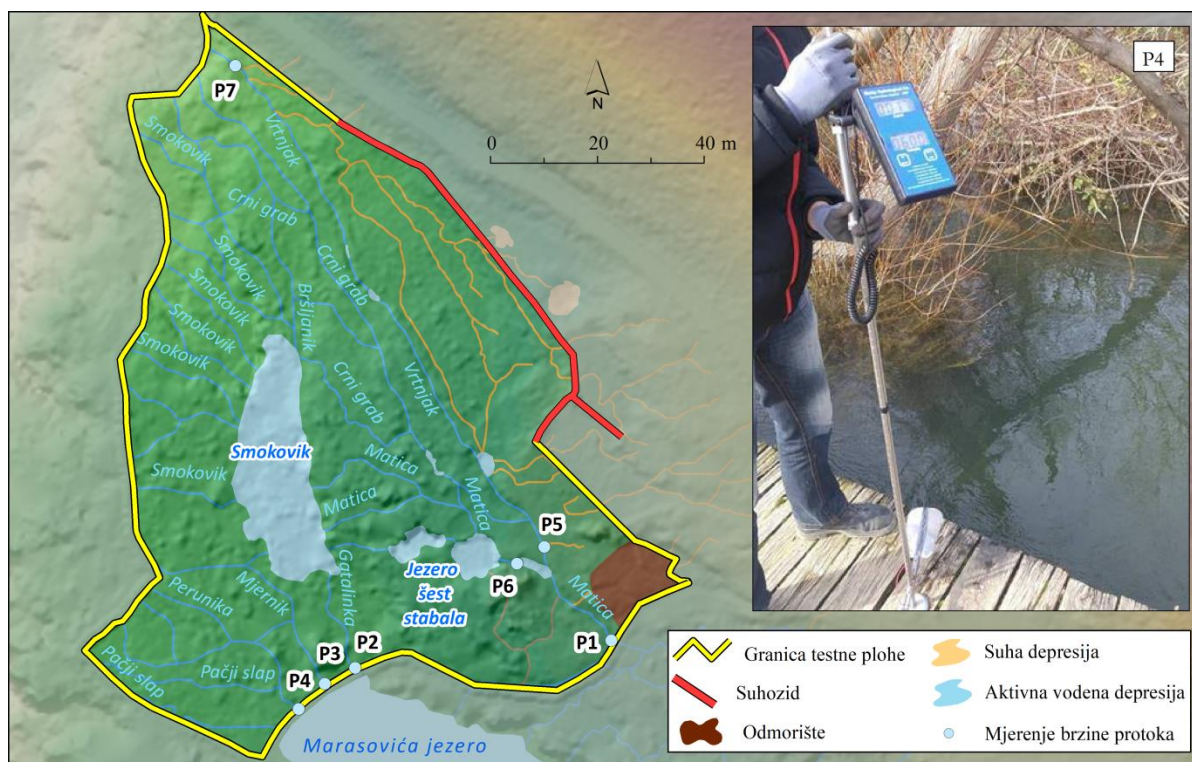 P7
Vrtnjak
Smokovik
Crni grab
Smokovik
Smokovik
Smokovik
Smokovik
Bršljanik
Crni grab
Crni grab
Vrtnjak
Smokovik
Smokovik
Matica
Matica
Matica
P5
P6
Jezero
šest
stabala
Matica
P1
Gatalinka
Mjernik
Perunika
Pačji slap
Pačji slap
P3
P2
P4
Marasovića jezero
N
0 20 40 m
P4
Granica testne plohe
Suhozid
Odmorište
Suha depresija
Aktivna vodena depresija
Mjerenje brzine protoka